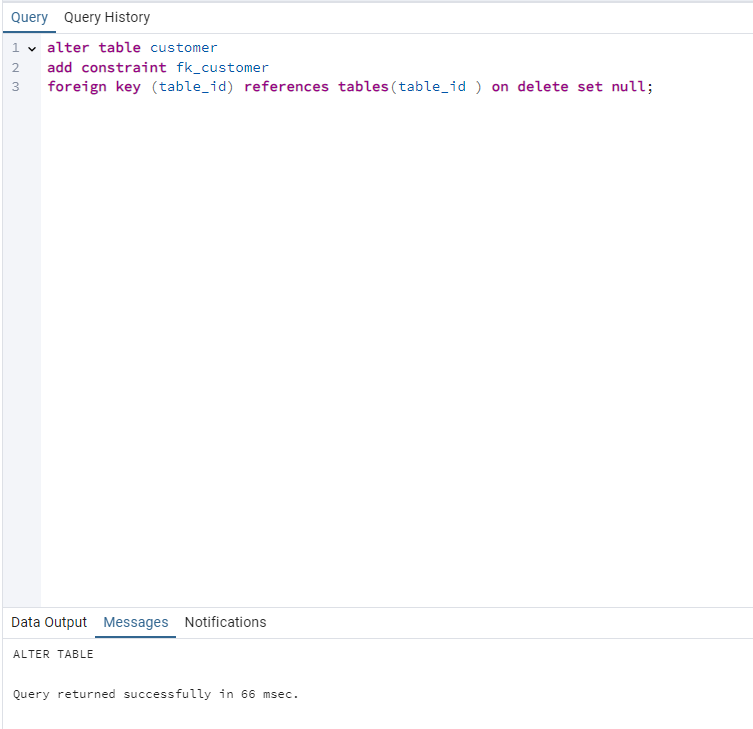 Query Query History
1 alter table customer
2 add constraint fk_customer
3 foreign key (table_id) references tables(table_id ) on delete set null;
Data Output Messages Notifications
ALTER TABLE
Query returned successfully in 66 msec.